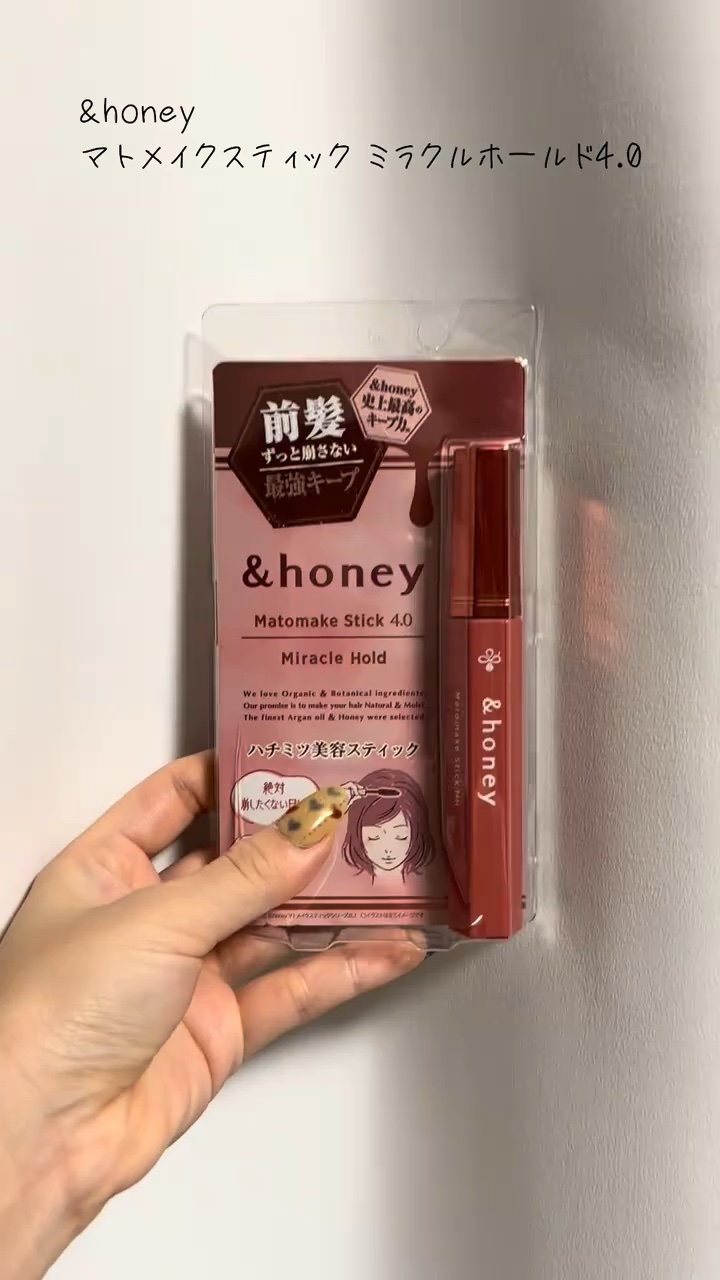 &honey
マトメイクスティック ミラクルホールド4.0
前髪
ずっと崩さない
最強キープ
&honey
史上最高の
キープ力。
&honey
Matomake Stick 4.0
Miracle Hold
We love Organic & Botanical ingredients
Our promise is to make your hair Natural & Moist
The finest Argan oil & Honey were selected
ハチミツ美容スティック
絶対
崩したくない日に
&honey
Matomake Stick